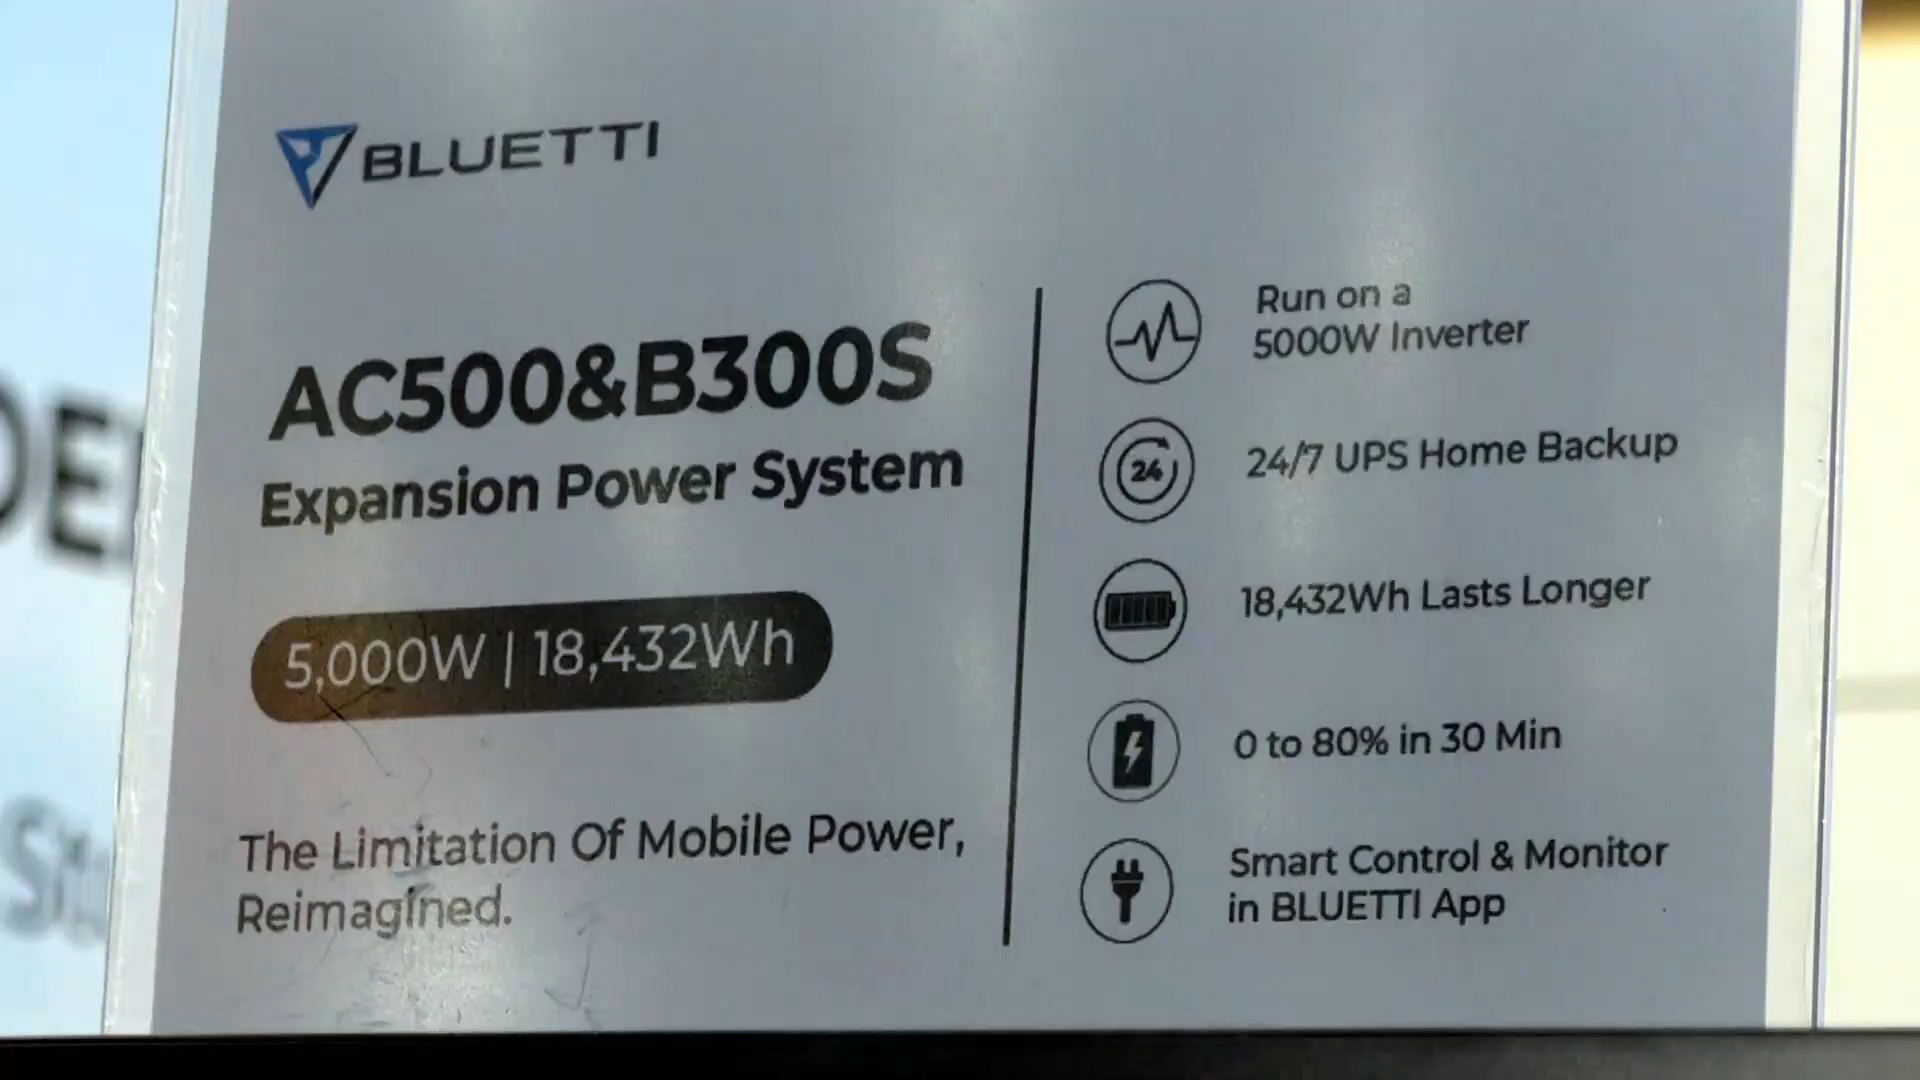 BLUETTI
AC500&B300S
Expansion Power System
5,000W | 18,432Wh
The Limitation Of Mobile Power,
Reimagined.
Run on a
5000W Inverter
24
24/7 UPS Home Backup
18,432Wh Lasts Longer
0 to 80% in 30 Min
Smart Control & Monitor
in BLUETTI App